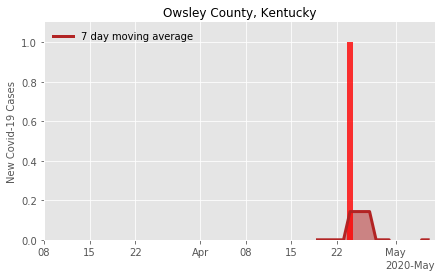 Owsley County, Kentucky
7 day moving average
New Covid-19 Cases
1.0
0.8
0.6
0.4
0.2
0.0
08 15 22 Apr 08 15 22 May
2020-May